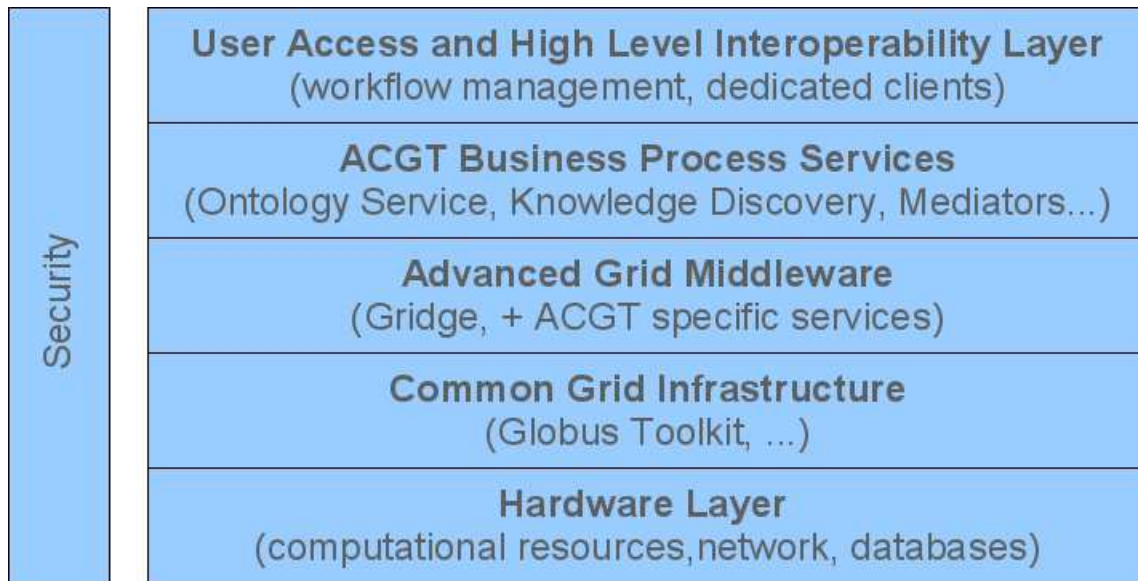 Security
User Access and High Level Interoperability Layer
(workflow management, dedicated clients)
ACGT Business Process Services
(Ontology Service, Knowledge Discovery, Mediators...)
Advanced Grid Middleware
(Gridge, + ACGT specific services)
Common Grid Infrastructure
(Globus Toolkit, ...)
Hardware Layer
(computational resources,network, databases)